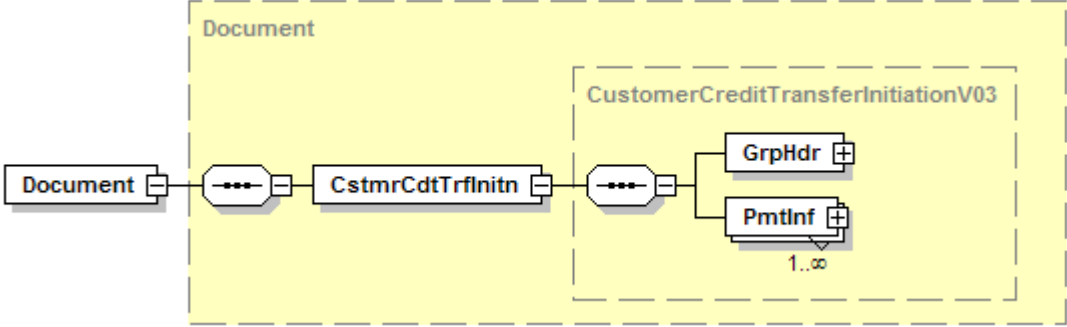 Document
CustomerCreditTransferInitiationV03
GrpHdr
Document
CstmrCdtTrfInitn
PmtInf
1..∞